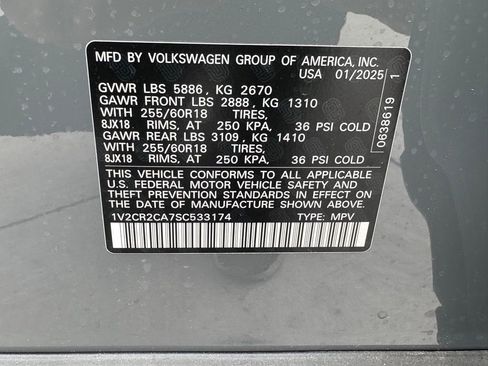 MFD BY VOLKSWAGEN GROUP OF AMERICA, INC.
USA 01/2025
GVWR LBS 5886, KG 2670
GAWR FRONT LBS 2888, KG 1310
WITH 255/60R18 TIRES,
8JX18 RIMS, AT 250 KPA, 36 PSI COLD
GAWR REAR LBS 3109, KG 1410
WITH 255/60R18 TIRES,
8JX18 RIMS, AT 250 KPA, 36 PSI COLD
THIS VEHICLE CONFORMS TO ALL APPLICABLE
U.S. FEDERAL MOTOR VEHICLE SAFETY, BUMPER,
AND THEFT PREVENTION STANDARDS IN EFFECT ON
THE DATE OF MANUFACTURE SHOWN ABOVE.
1V2CR2CA7SC533174 TYPE: MPV
0638619 1